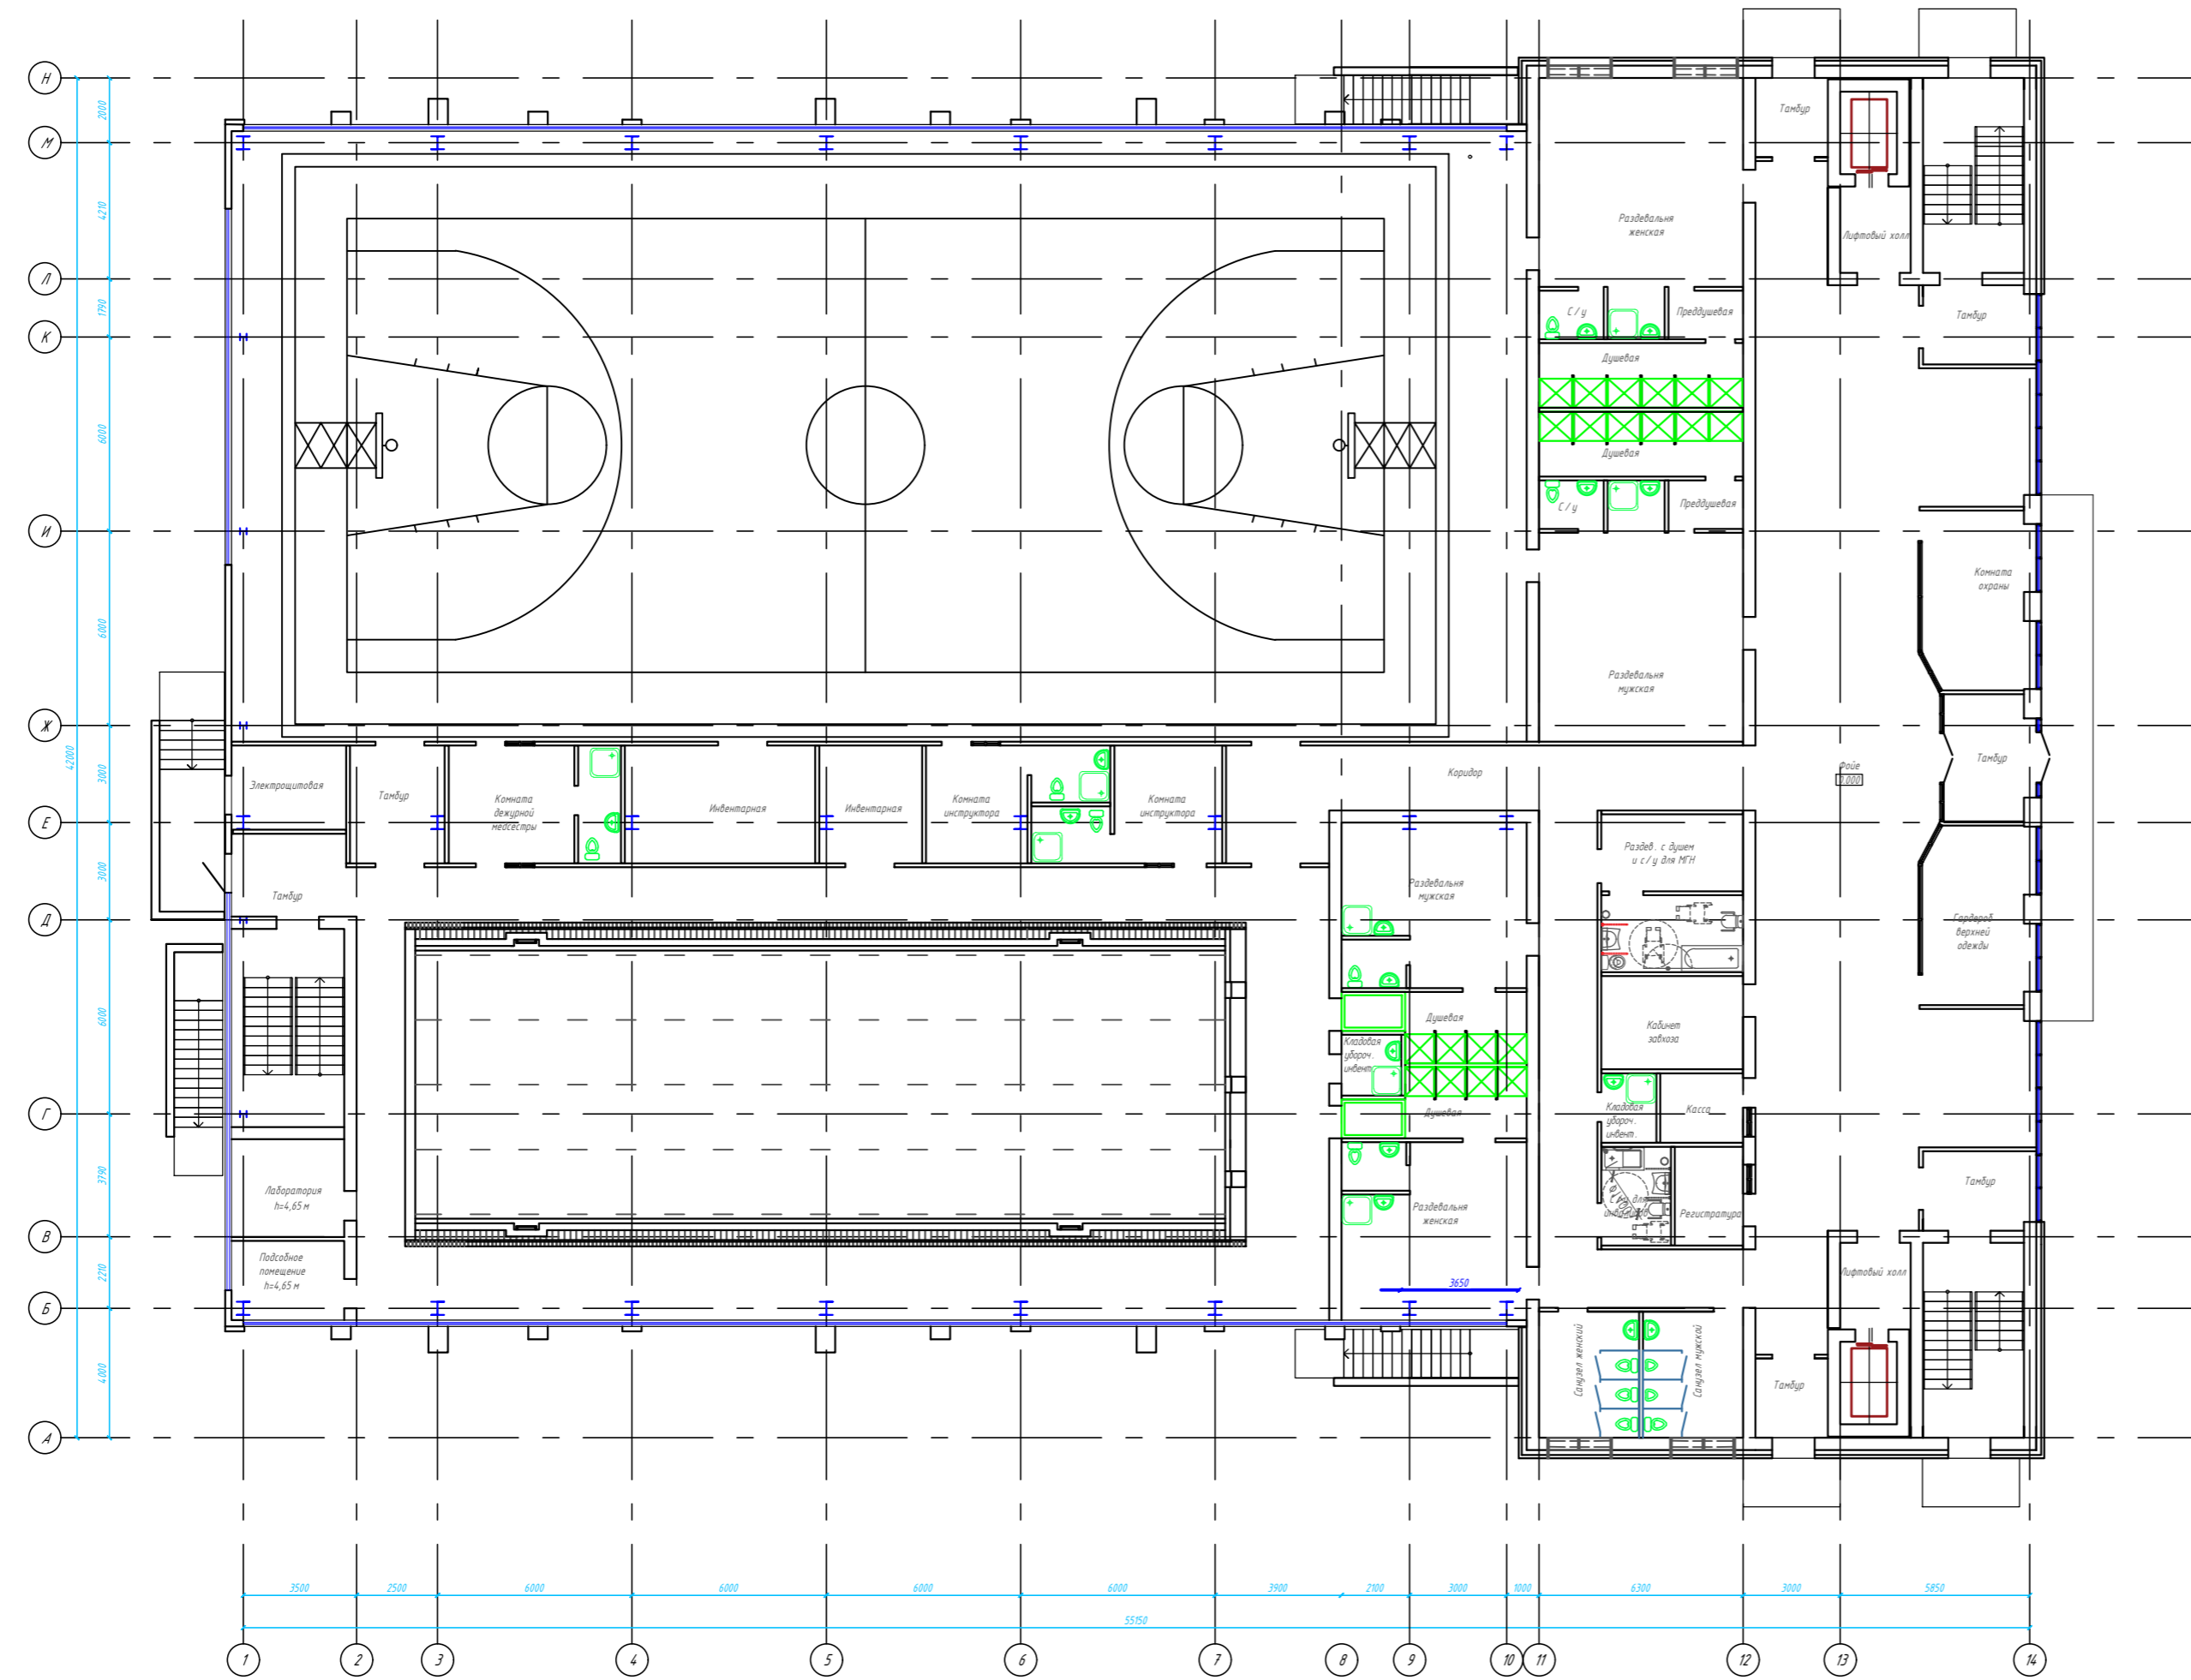 Н
2000
М
Тамбур
4210
Раздевальня
женская
Лифтовый холл
Л
1790
С/у
Преддушевая
Тамбур
К
Душевая
6000
Душевая
С/у
Преддушевая
И
Комната
охраны
6000
Раздевальня
мужская
Ж
42000
3000
Электрощитовая
Тамбур
Комната
дежурной
медсестры
Инвентарная
Инвентарная
Комната
инструктора
Комната
инструктора
Коридор
Фойе
0.000
Тамбур
Е
3000
Раздев. с душем
и с/у для МГН
Тамбур
Раздевальня
мужская
Д
Гардероб
верхней
одежды
6000
Душевая
Кладовая
убороч.
инвент.
Кабинет
завхоза
Г
Душевая
Кладовая
убороч.
инвент.
Касса
3790
Лаборатория
h=4,65 м
Раздевальня
женская
С/у для
инвалидов
Регистратура
Тамбур
В
Подсобное
помещение
h=4,65 м
2210
Лифтовый холл
3650
Б
4000
Санузел женский
Санузел мужской
Тамбур
А
3500
2500
6000
6000
6000
6000
3900
2100
3000
1000
6300
3000
5850
55150
1
2
3
4
5
6
7
8
9
10
11
12
13
14